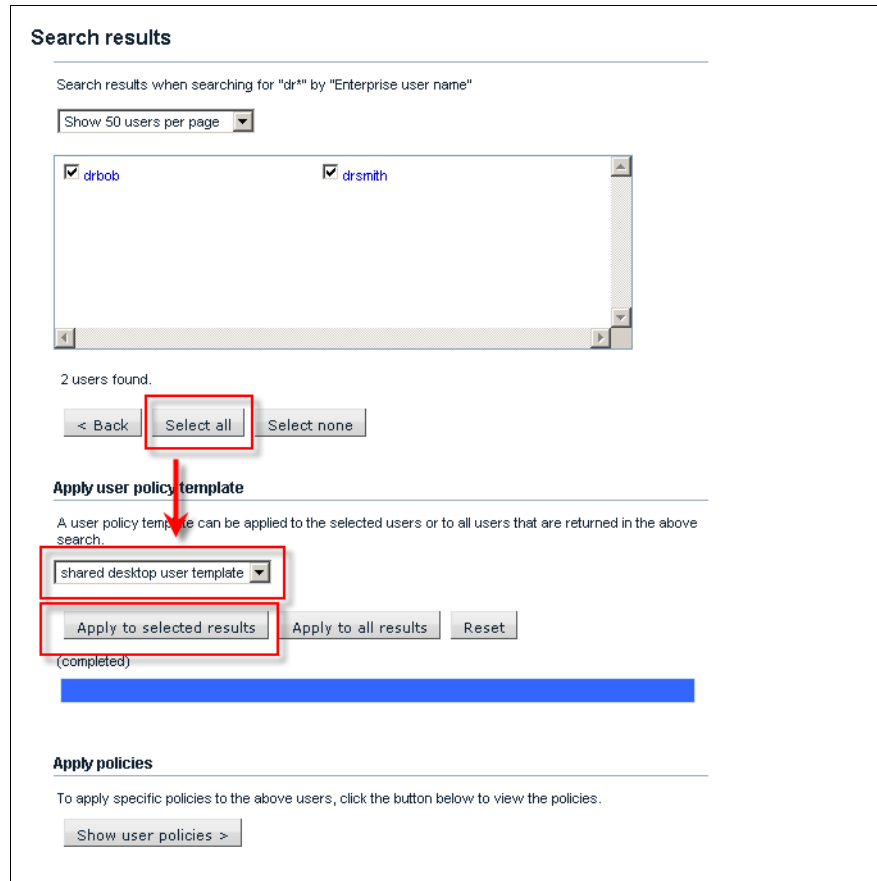 Search results
Search results when searching for "dr*" by "Enterprise user name"
Show 50 users per page
drbob drsmith
2 users found.
< Back Select all Select none
Apply user policy template
A user policy template can be applied to the selected users or to all users that are returned in the above
search.
shared desktop user template
Apply to selected results Apply to all results Reset
(completed)
Apply policies
To apply specific policies to the above users, click the button below to view the policies.
Show user policies >